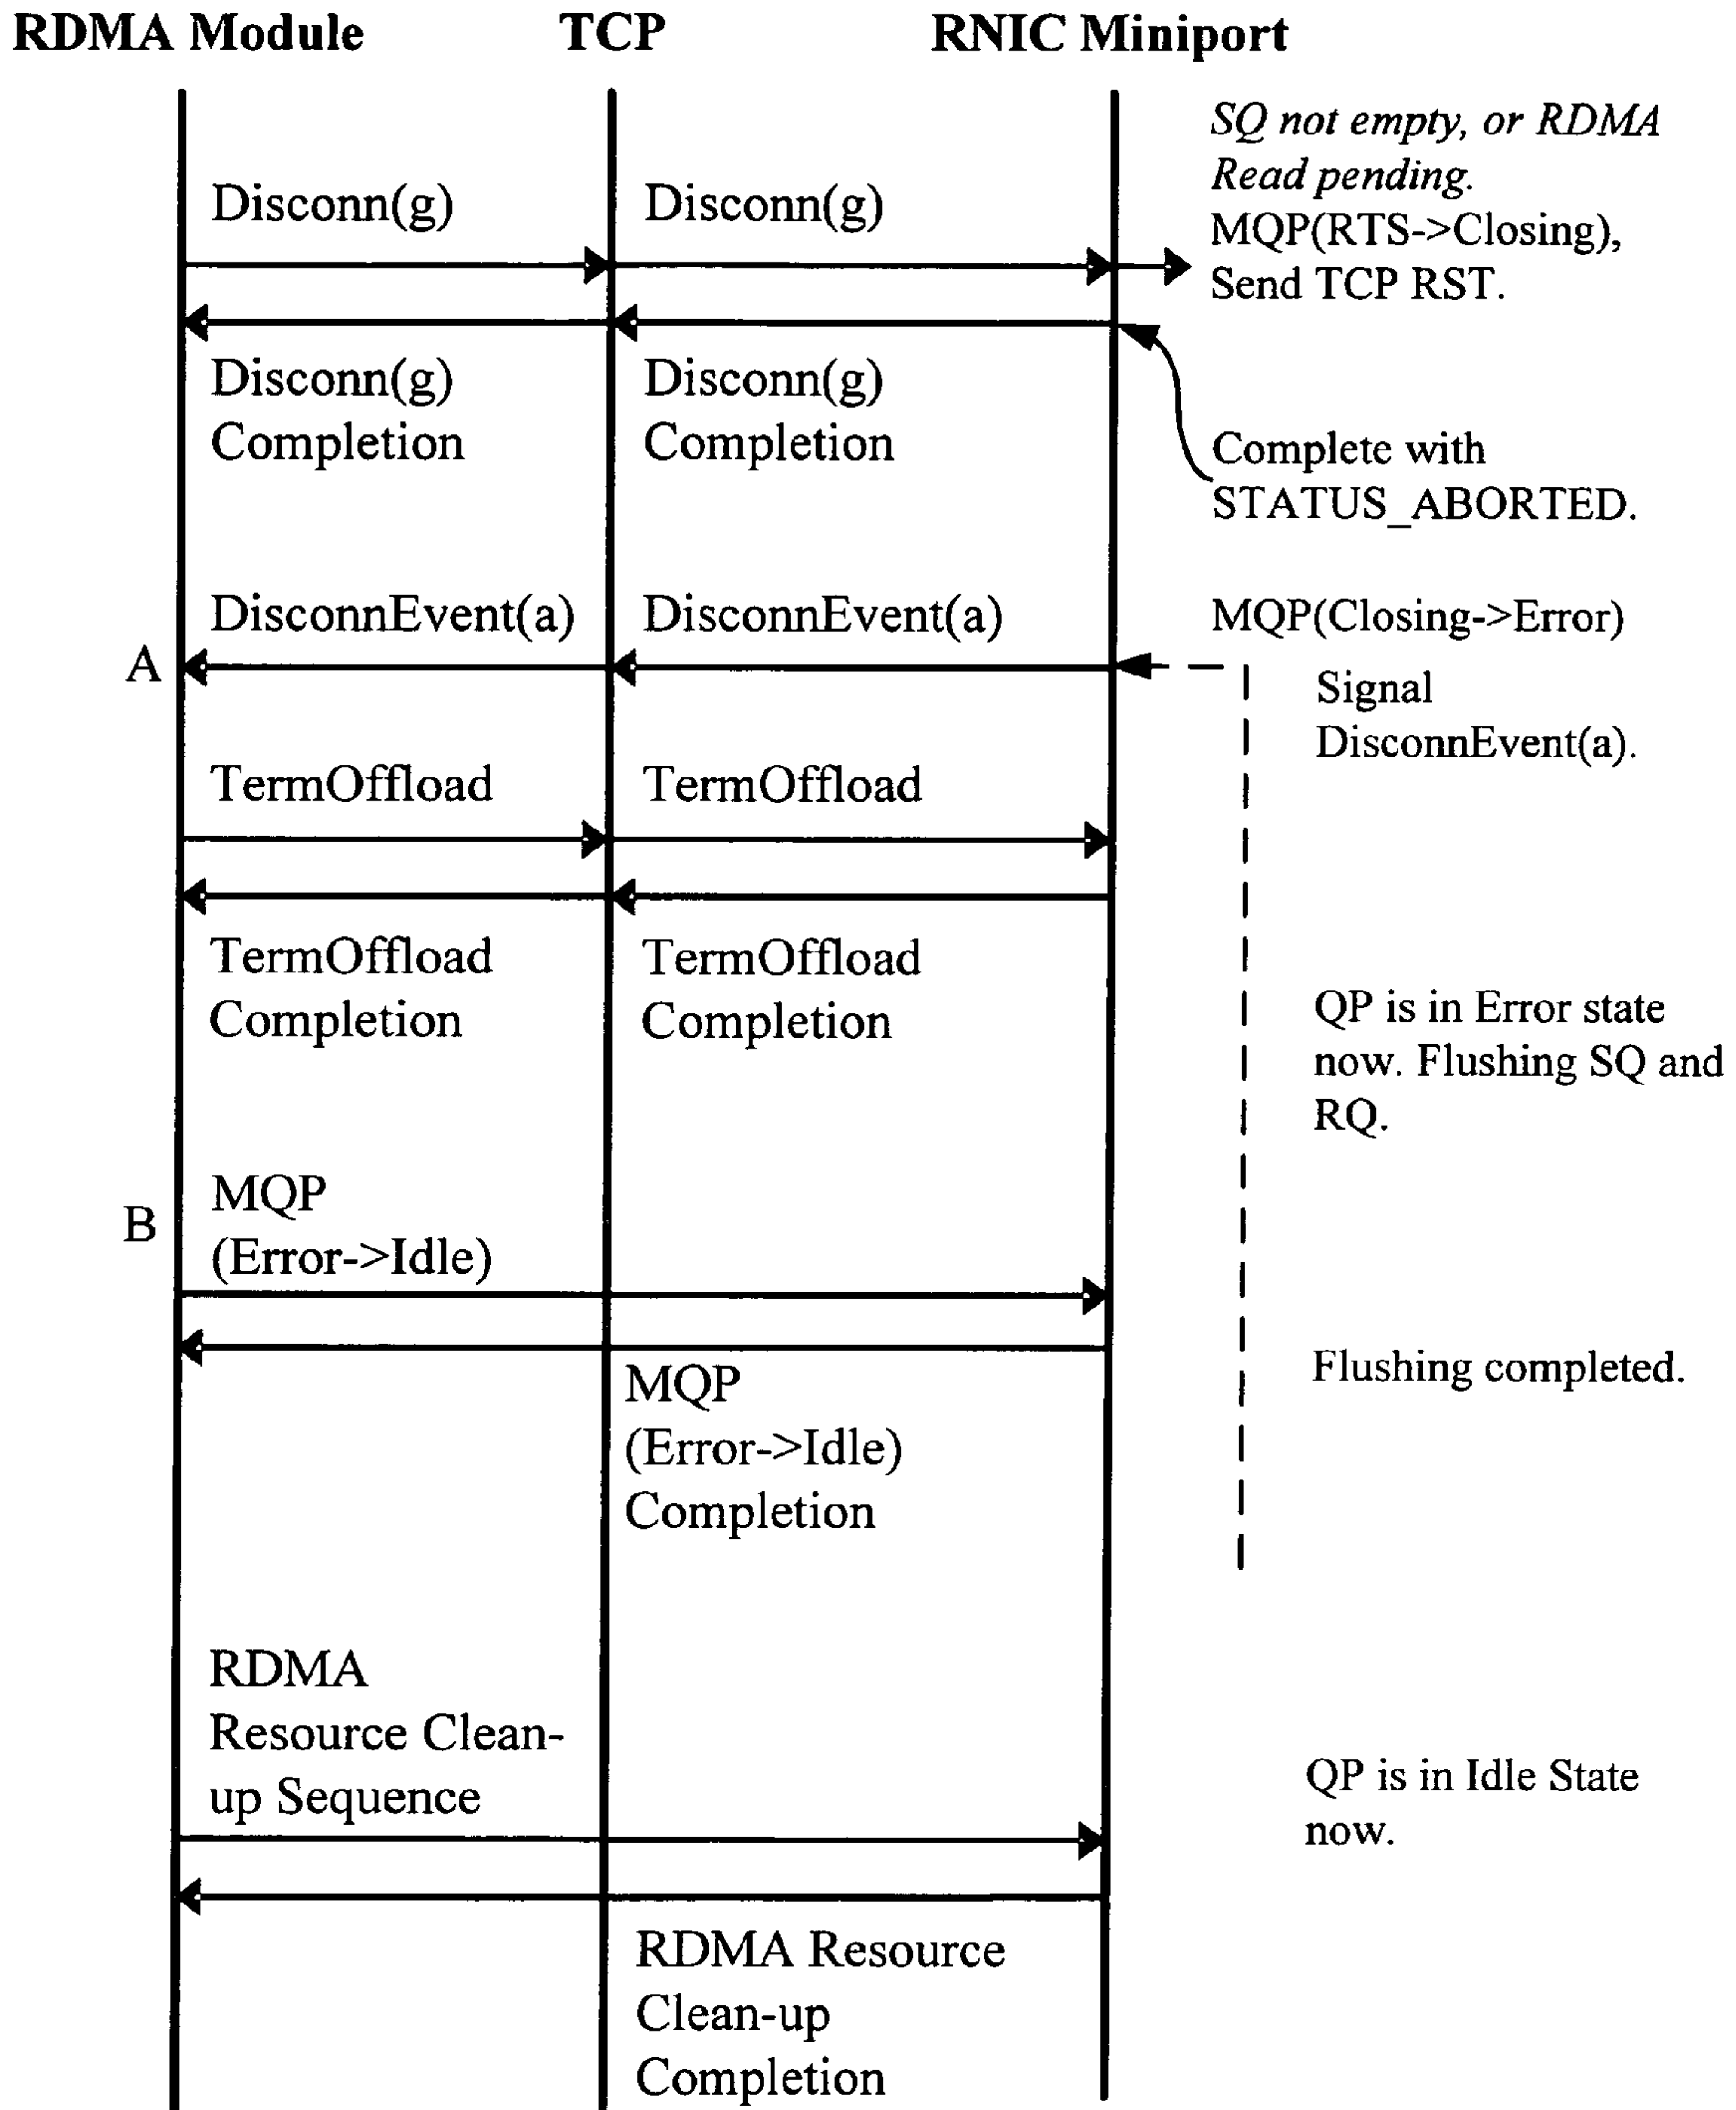 RDMA Module
TCP
RNIC Miniport
SQ not empty, or RDMA
Read pending.
MQP(RTS->Closing),
Send TCP RST.
Disconn(g)
Disconn(g)
Disconn(g)
Completion
Disconn(g)
Completion
Complete with
STATUS_ABORTED.
DisconnEvent(a)
DisconnEvent(a)
MQP(Closing->Error)
A
Signal
DisconnEvent(a).
TermOffload
TermOffload
TermOffload
Completion
TermOffload
Completion
QP is in Error state
now. Flushing SQ and
RQ.
B
MQP
(Error->Idle)
MQP
(Error->Idle)
Completion
Flushing completed.
RDMA
Resource Clean-
up Sequence
QP is in Idle State
now.
RDMA Resource
Clean-up
Completion